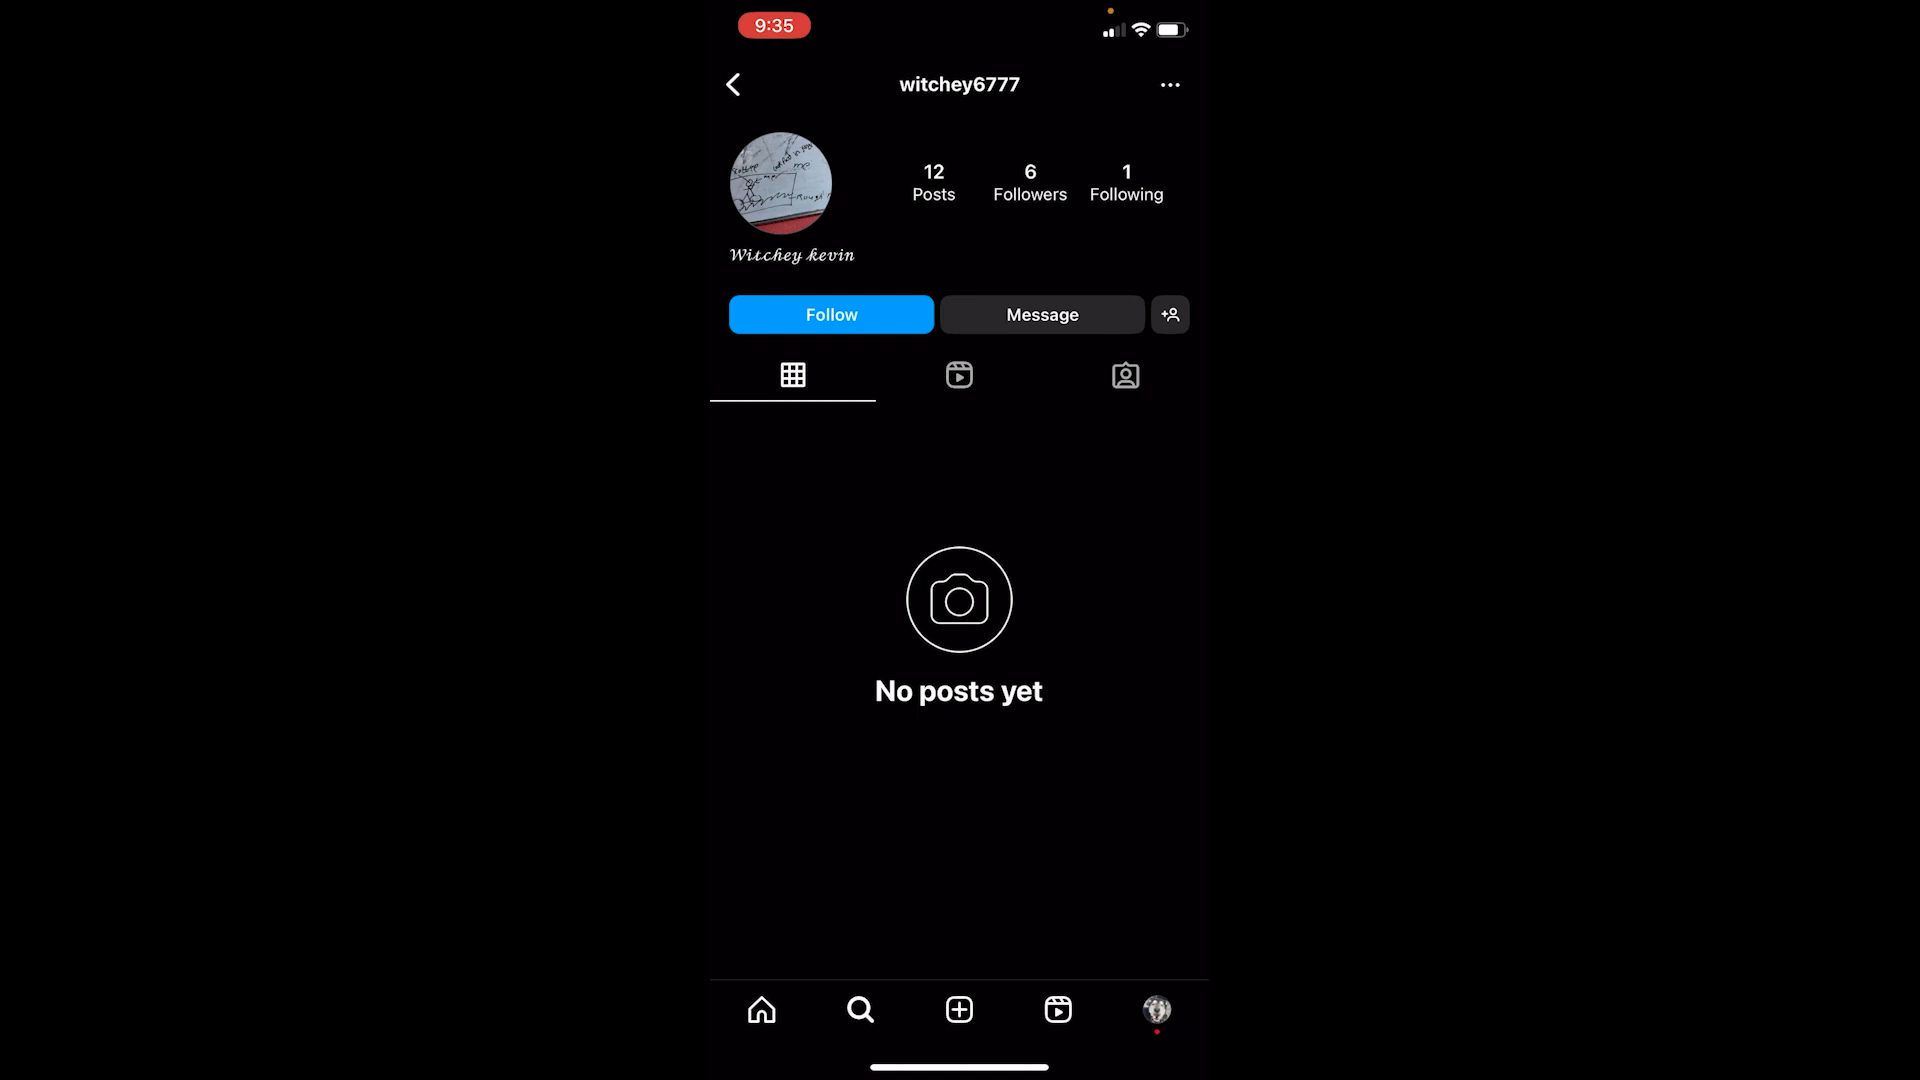 9:35
witchey6777
12 6 1
Posts Followers Following
Witchey kevin
Follow Message
No posts yet